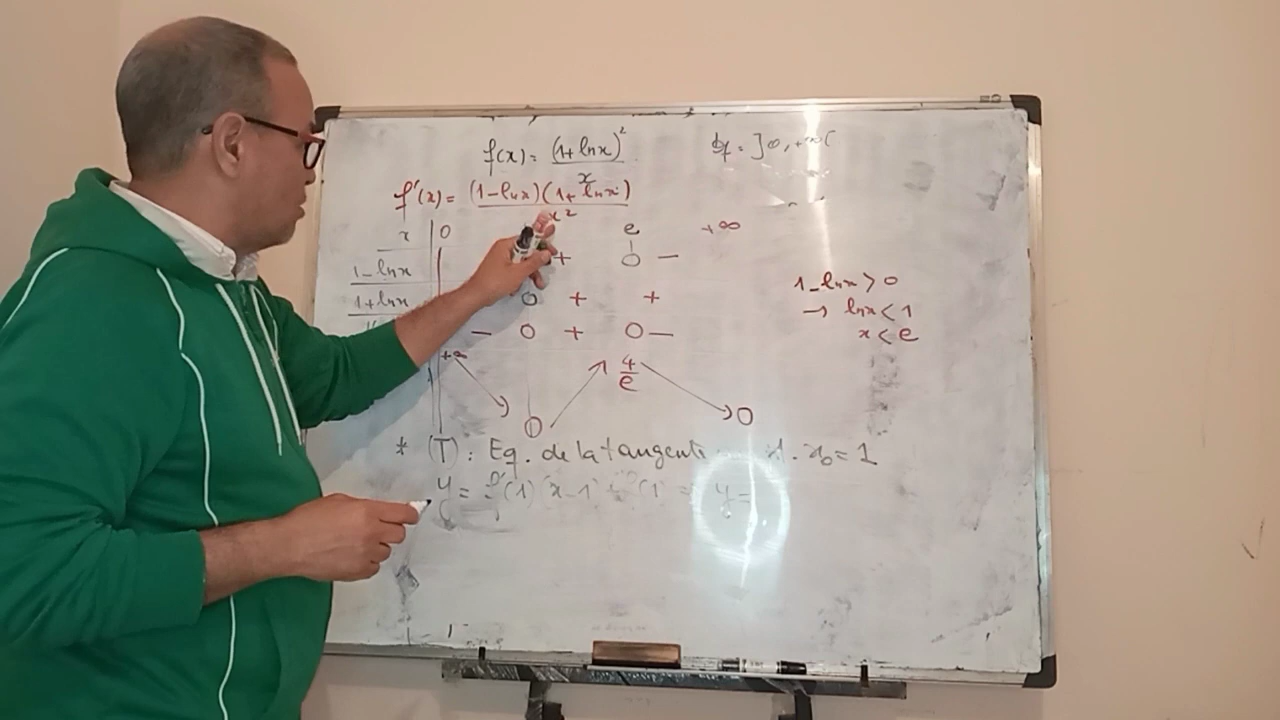 f(x) = (1+lnx)² / x
Df = ]0, +∞(
f'(x) = (1-lnx)(1+lnx) / x²
x 0 e +∞
1-lnx + 0 -
1+lnx 0 + +
- 0 + 0 -
+∞ 4/e
0 0
1-lnx > 0
→ lnx < 1
x < e
* (T) : Eq. de la tangente x₀ = 1
y = f'(1)(x-1) + f(1) = y =